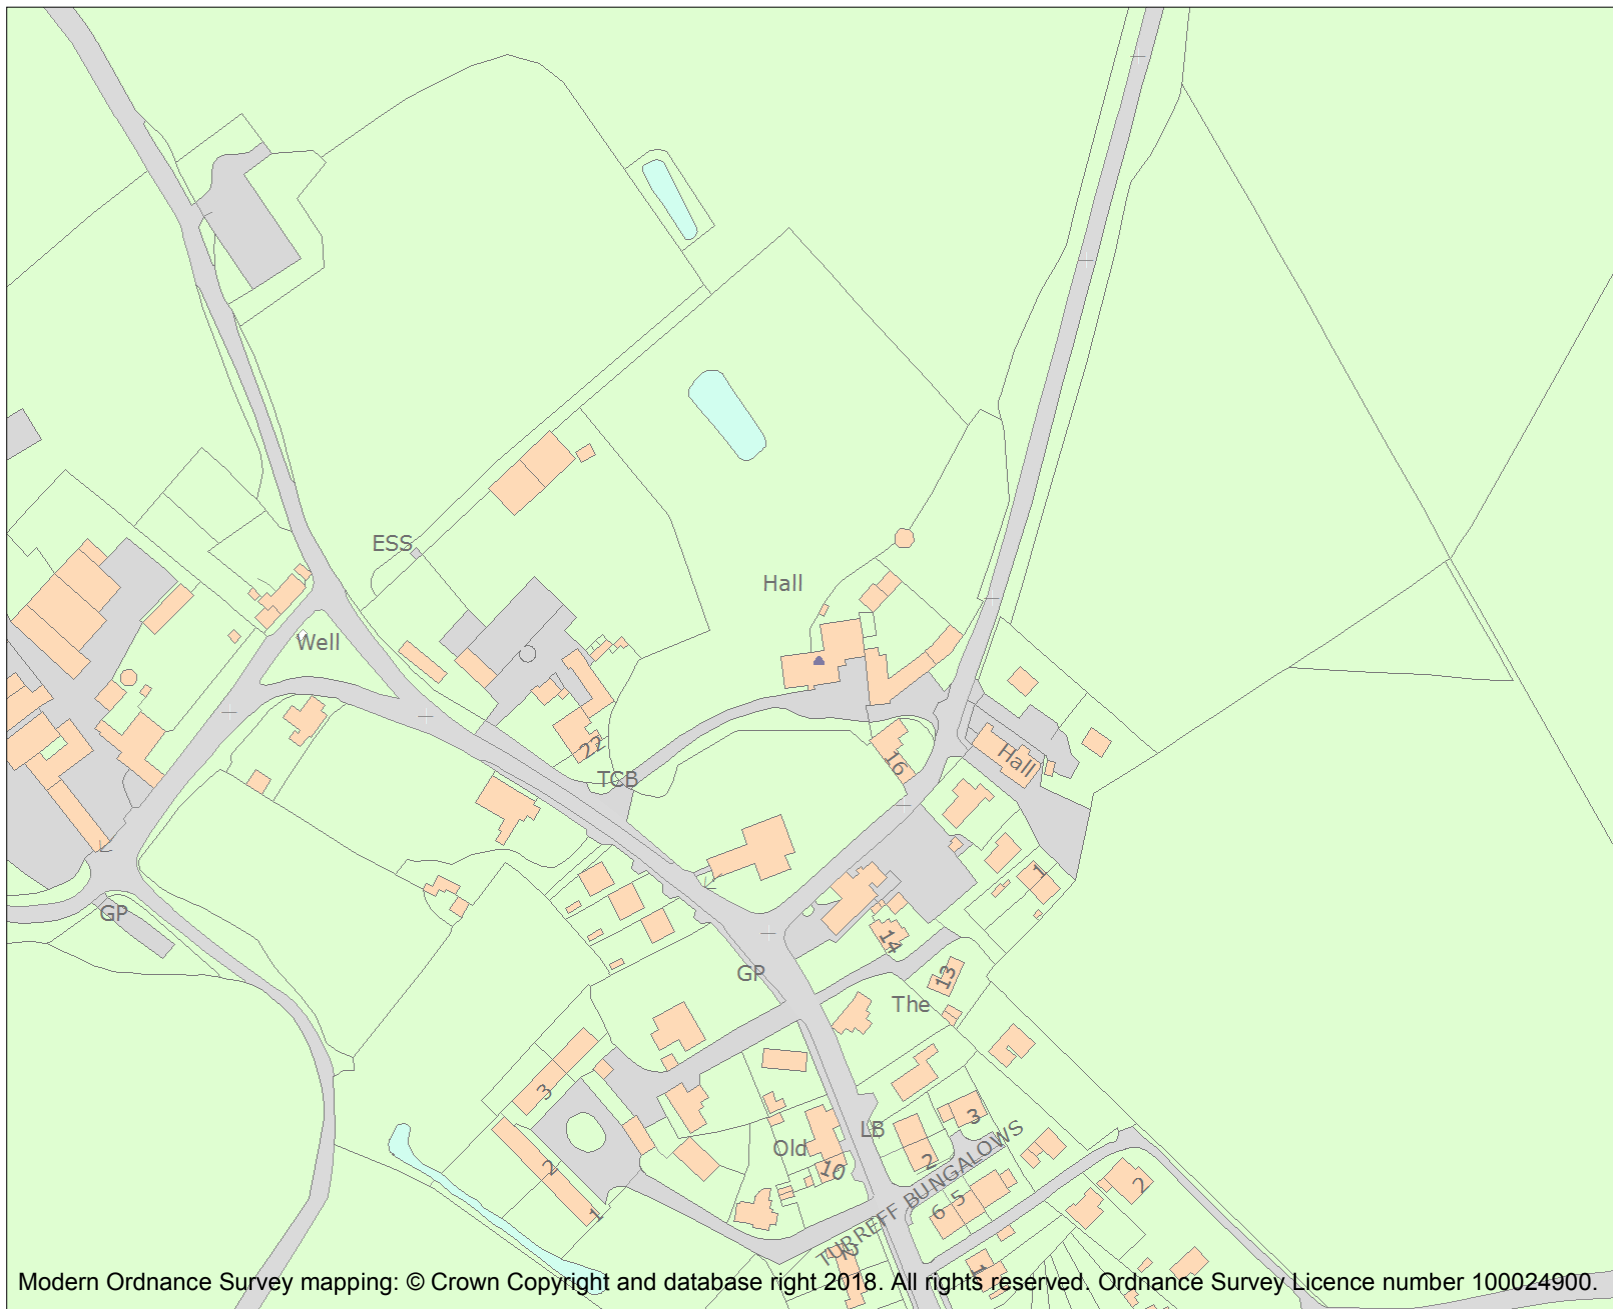 ESS
Hall
Well
22
TCB
16
Hall
1
GP
14
GP
13
The
3
LB
3
Old
2
10
2
2
5
6
1
TURREFF BUNGALOWS
1
Modern Ordnance Survey mapping: © Crown Copyright and database right 2018. All rights reserved. Ordnance Survey Licence number 100024900.